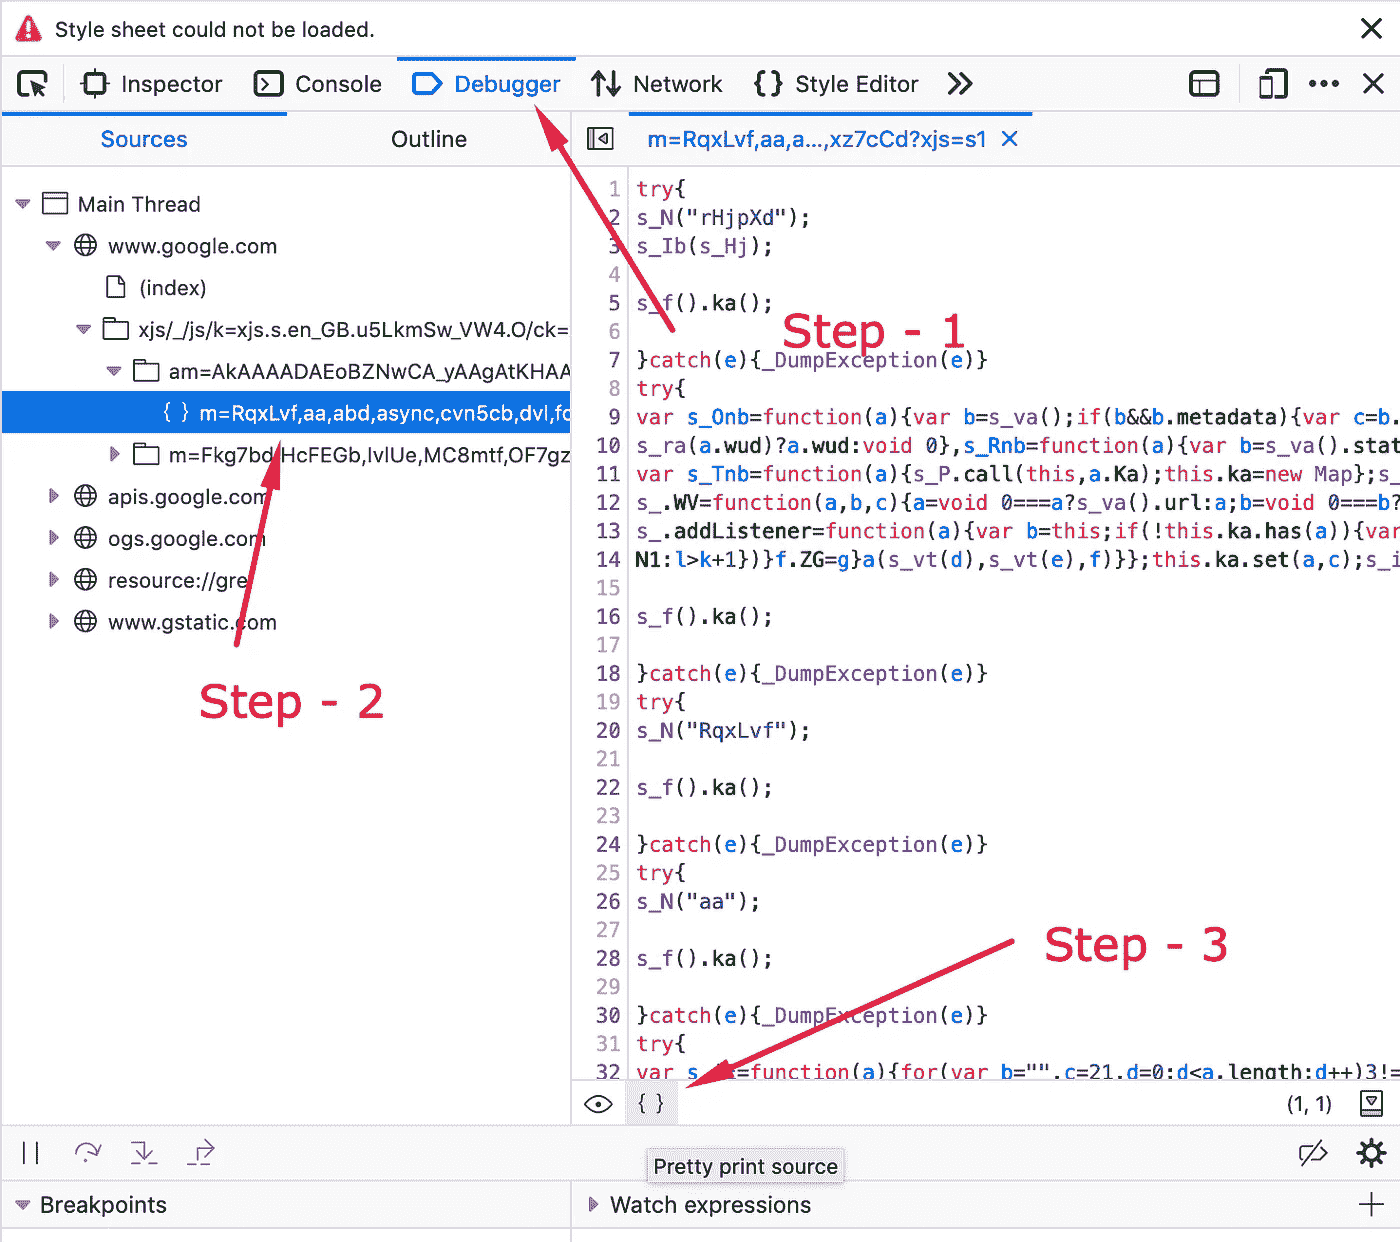 Style sheet could not be loaded.
Inspector Console Debugger Network Style Editor
Sources Outline
m=RqxLvf,aa,a...,xz7cCd?xjs=s1
Main Thread
www.google.com
(index)
xjs/_/js/k=xjs.s.en_GB.u5LkmSw_VW4.O/ck=
am=AkAAAADAEoBZNwCA_yAAgAtKHAA
{ } m=RqxLvf,aa,abd,async,cvn5cb,dvl,fo
m=Fkg7bd,HcFEGb,IvlUe,MC8mtf,OF7gz
apis.google.com
ogs.google.com
resource://gre
www.gstatic.com
Step - 2
1 try{
2 s_N("rHjpXd");
3 s_Ib(s_Hj);
4
5 s_f().ka();
6
Step - 1
7 }catch(e){_DumpException(e)}
8 try{
9 var s_Onb=function(a){var b=s_va();if(b&&b.metadata){var c=b.
10 s_ra(a.wud)?a.wud:void 0},s_Rnb=function(a){var b=s_va().stat
11 var s_Tnb=function(a){s_P.call(this,a.Ka);this.ka=new Map};s_
12 s_.WV=function(a,b,c){a=void 0===a?s_va().url:a;b=void 0===b?
13 s_.addListener=function(a){var b=this;if(!this.ka.has(a)){var
14 N1:l>k+1})}f.ZG=g}a(s_vt(d),s_vt(e),f)}};this.ka.set(a,c);s_i
15
16 s_f().ka();
17
18 }catch(e){_DumpException(e)}
19 try{
20 s_N("RqxLvf");
21
22 s_f().ka();
23
24 }catch(e){_DumpException(e)}
25 try{
26 s_N("aa");
27
Step - 3
28 s_f().ka();
29
30 }catch(e){_DumpException(e)}
31 try{
32 var =function(a){for(var b="",c=21,d=0;d<a.length;d++)3!=
{ } (1, 1)
Pretty print source
Breakpoints
Watch expressions